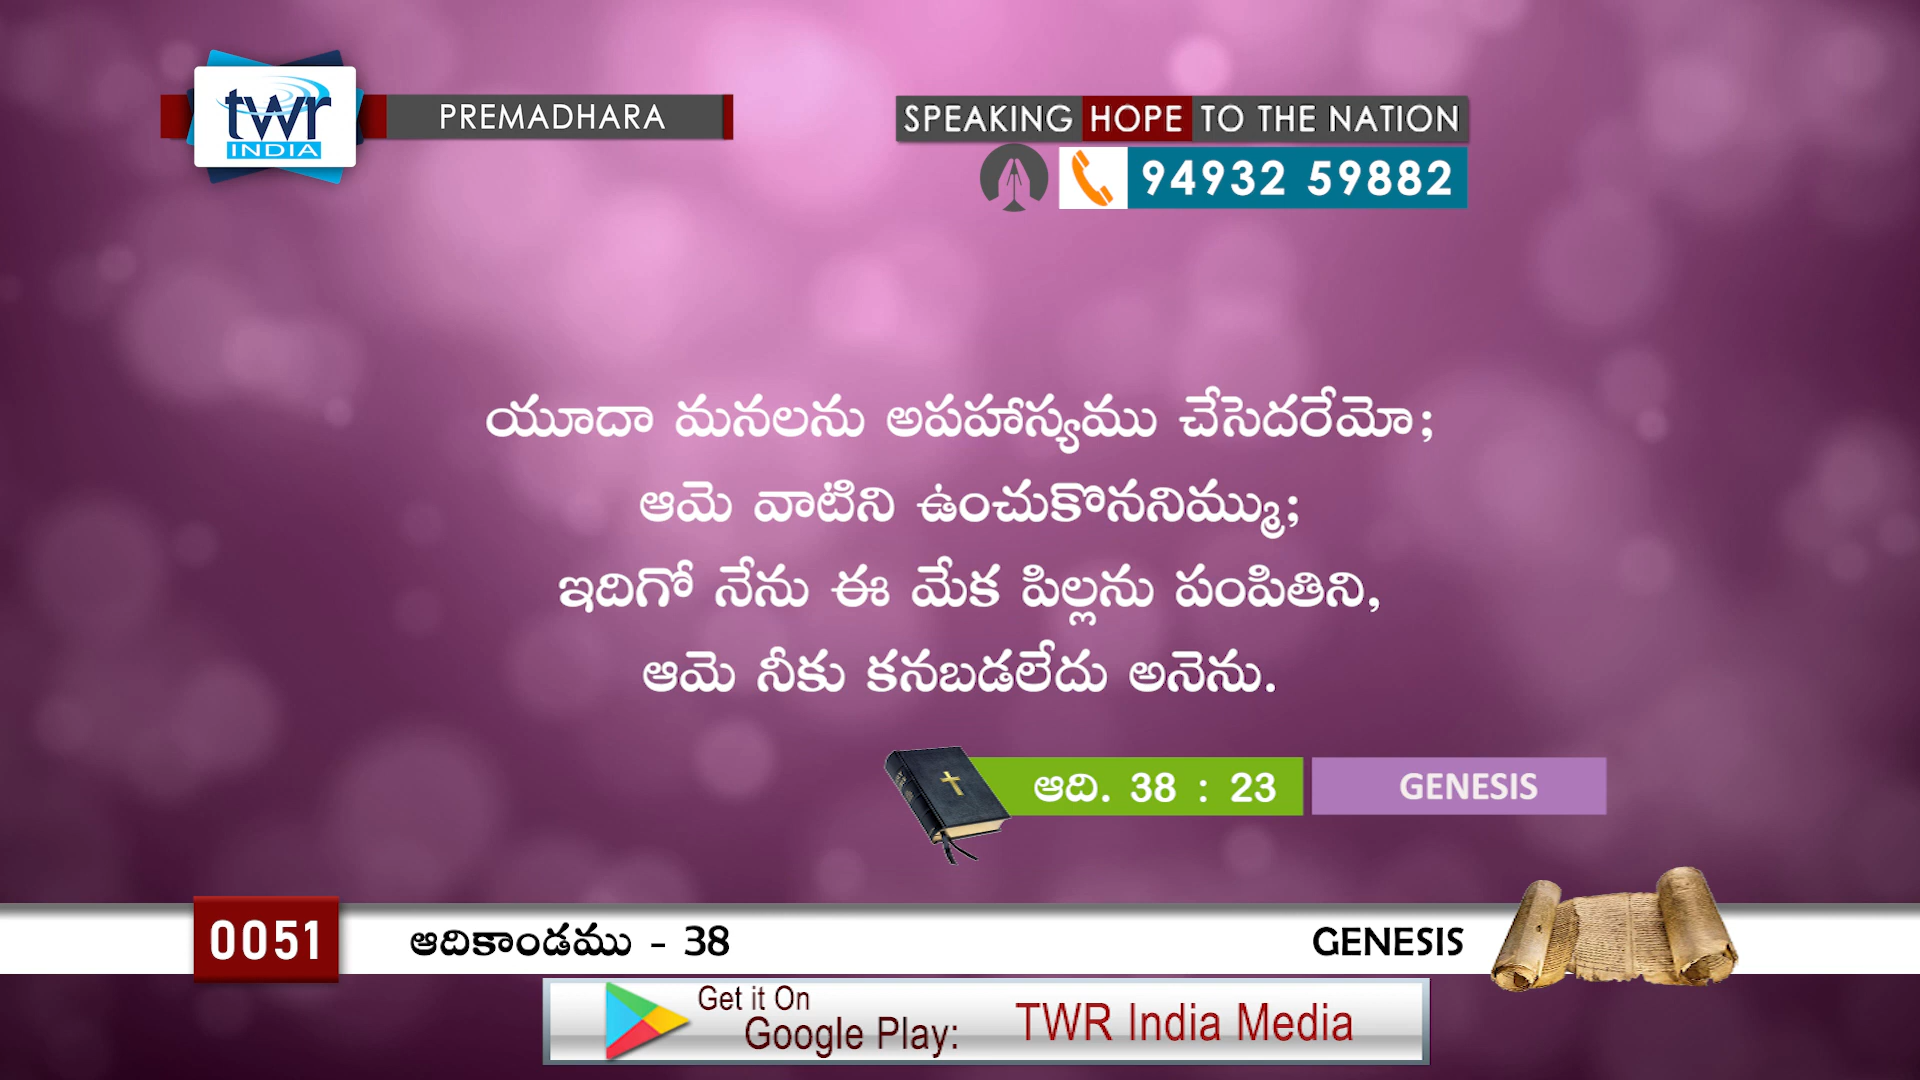 twr
INDIA
PREMADHARA
SPEAKING HOPE TO THE NATION
94932 59882
యూదా మనలను అపహాస్యము చేసెదరేమో;
ఆమె వాటిని ఉంచుకొననిమ్ము;
ఇదిగో నేను ఈ మేక పిల్లను పంపితిని,
ఆమె నీకు కనబడలేదు అనెను.
ఆది. 38 : 23
GENESIS
0051
ఆదికాండము - 38
GENESIS
Get it On
Google Play:
TWR India Media